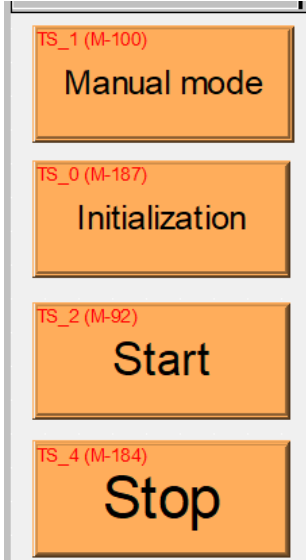 TS_1 (M-100)
Manual mode
TS_0 (M-187)
Initialization
TS_2 (M-92)
Start
TS_4 (M-184)
Stop